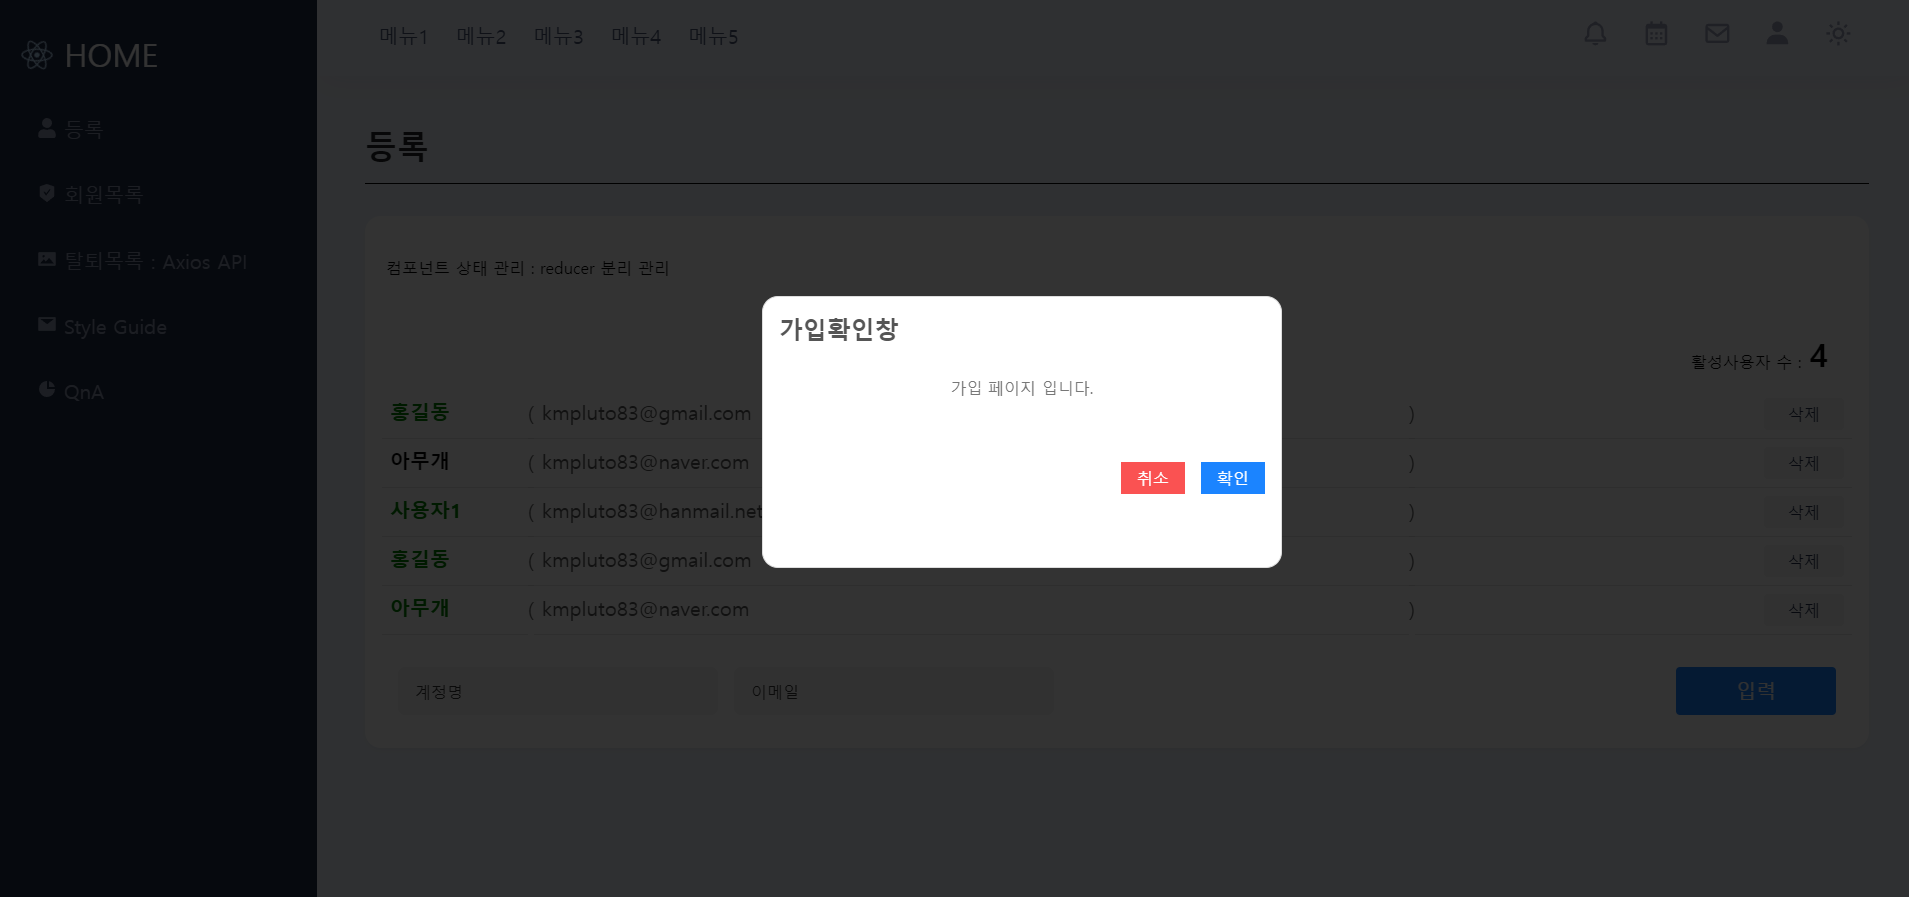 HOME
등록
회원목록
탈퇴목록 : Axios API
Style Guide
QnA
메뉴1 메뉴2 메뉴3 메뉴4 메뉴5
등록
컴포넌트 상태 관리 : reducer 분리 관리
활성사용자 수 : 4
홍길동 ( kmpluto83@gmail.com ) 삭제
아무개 ( kmpluto83@naver.com ) 삭제
사용자1 ( kmpluto83@hanmail.net ) 삭제
홍길동 ( kmpluto83@gmail.com ) 삭제
아무개 ( kmpluto83@naver.com ) 삭제
계정명 이메일 입력
가입확인창
가입 페이지 입니다.
취소 확인